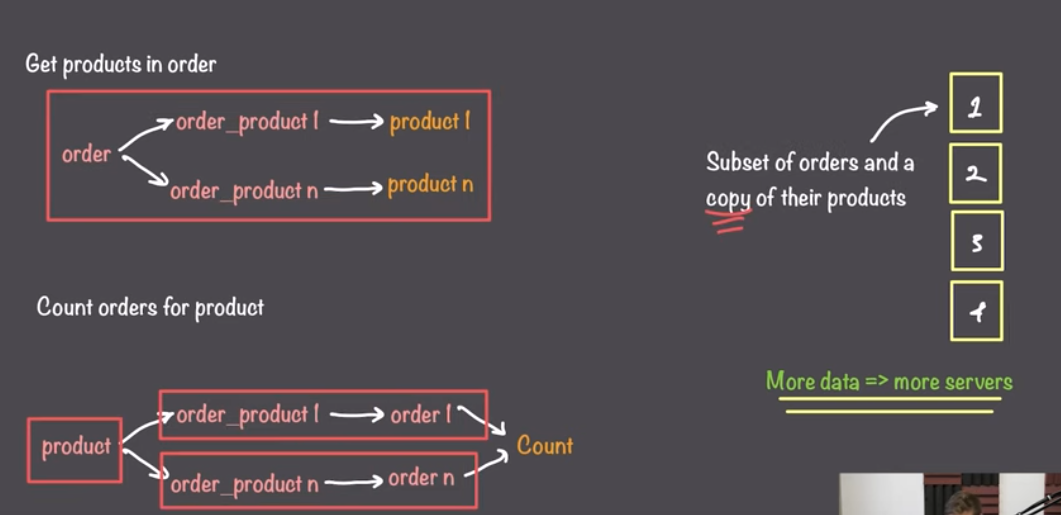 Get products in order
order
order_product 1
product 1
order_product n
product n
Subset of orders and a
copy of their products
1
2
3
4
More data => more servers
Count orders for product
product
order_product 1
order 1
order_product n
order n
Count